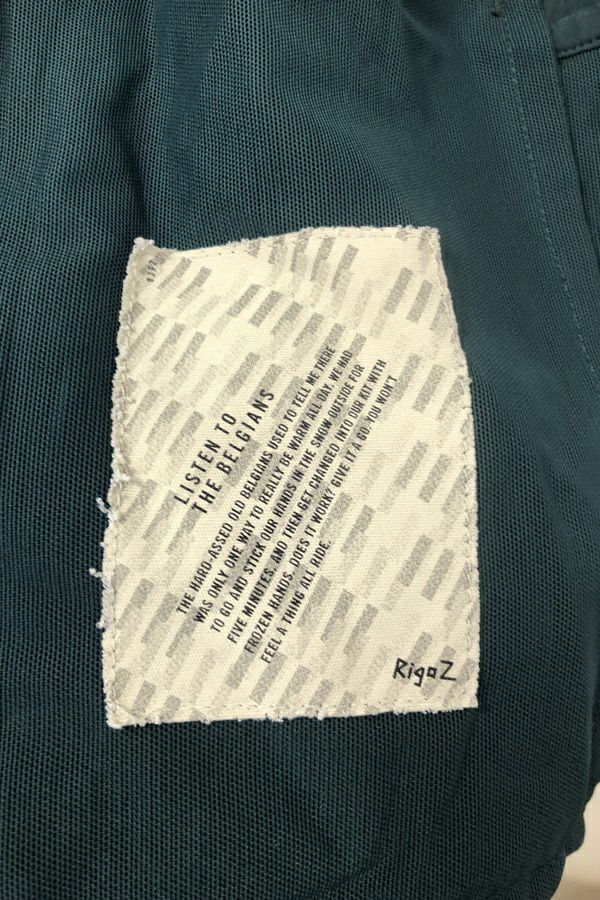 LISTEN TO
THE BELGIANS
THE HARD-ASSED OLD BELGIANS USED TO TELL ME THERE
WAS ONLY ONE WAY TO REALLY BE WARM ALL DAY. WE HAD
TO GO AND STICK OUR HANDS IN THE SNOW OUTSIDE FOR
FIVE MINUTES, AND THEN GET CHANGED INTO OUR KIT WITH
FROZEN HANDS. DOES IT WORK? GIVE IT A GO. YOU WON'T
FEEL A THING ALL RIDE.
RigoZ